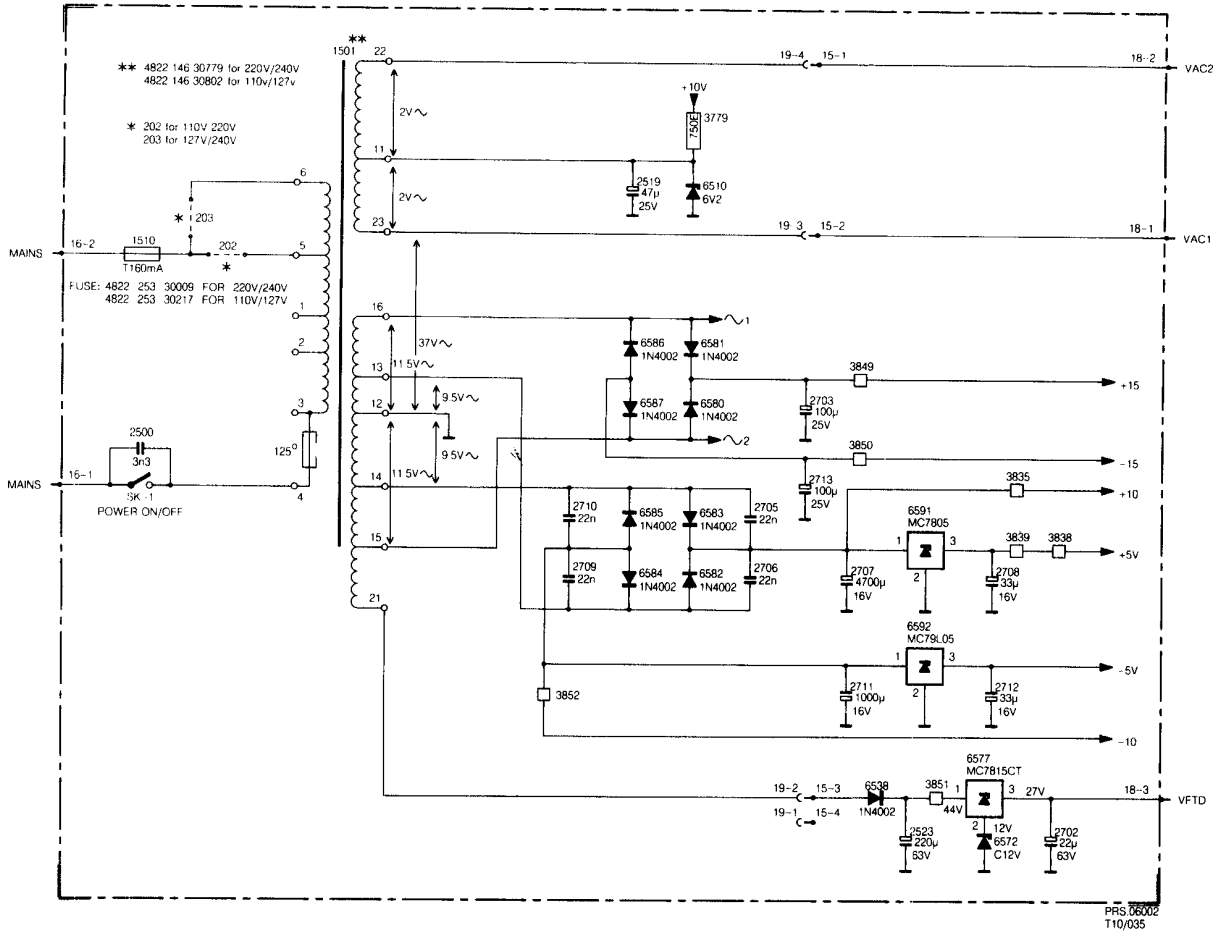 ** 4822 146 30779 for 220V/240V
4822 146 30802 for 110v/127v
* 202 for 110V 220V
203 for 127V/240V
**
1501
22
2V~
11
2V~
23
19-4
15-1
18-2
VAC2
+10V
750E
3779
2519
47µ
25V
6510
6V2
19 3
15-2
18-1
VAC1
6
*
203
MAINS
16-2
1510
T160mA
202
*
5
FUSE: 4822 253 30009 FOR 220V/240V
4822 253 30217 FOR 110V/127V
1
2
3
125°
2500
3n3
MAINS
16-1
SK-1
POWER ON/OFF
4
16
37V~
11 5V~
13
9.5V~
12
9 5V~
11 5V~
14
15
21
~1
6586
1N4002
6581
1N4002
6587
1N4002
6580
1N4002
~2
3849
+15
2703
100µ
25V
3850
-15
2713
100µ
25V
3835
+10
2710
22n
6585
1N4002
6583
1N4002
2705
22n
2709
22n
6584
1N4002
6582
1N4002
2706
22n
6591
MC7805
1
3
2
3839
3838
+5V
2707
4700µ
16V
2708
33µ
16V
6592
MC79L05
1
3
2
-5V
2711
1000µ
16V
2712
33µ
16V
3852
-10
6577
MC7815CT
19-2
15-3
6538
1N4002
3851
1
44V
3
27V
18-3
VFTD
19-1
15-4
2
12V
6572
C12V
2523
220µ
63V
2702
22µ
63V
PRS.06002
T10/035